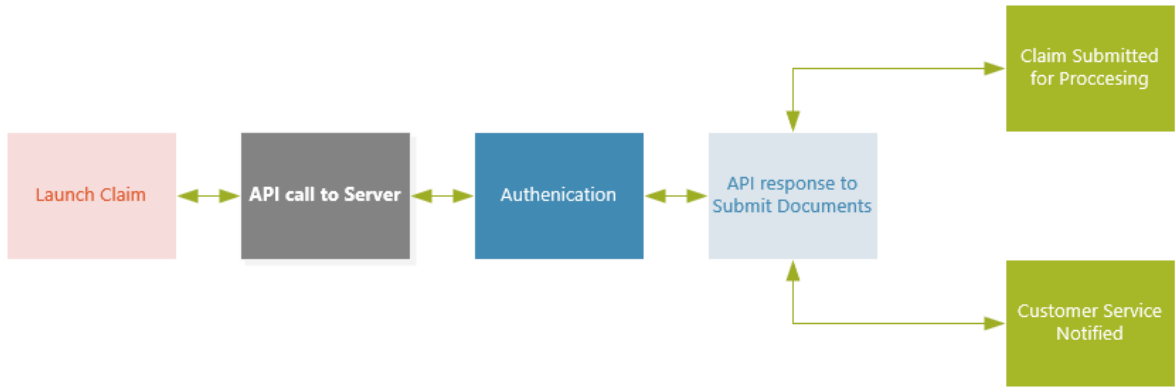 Launch Claim
API call to Server
Authenication
API response to
Submit Documents
Claim Submitted
for Proccesing
Customer Service
Notified